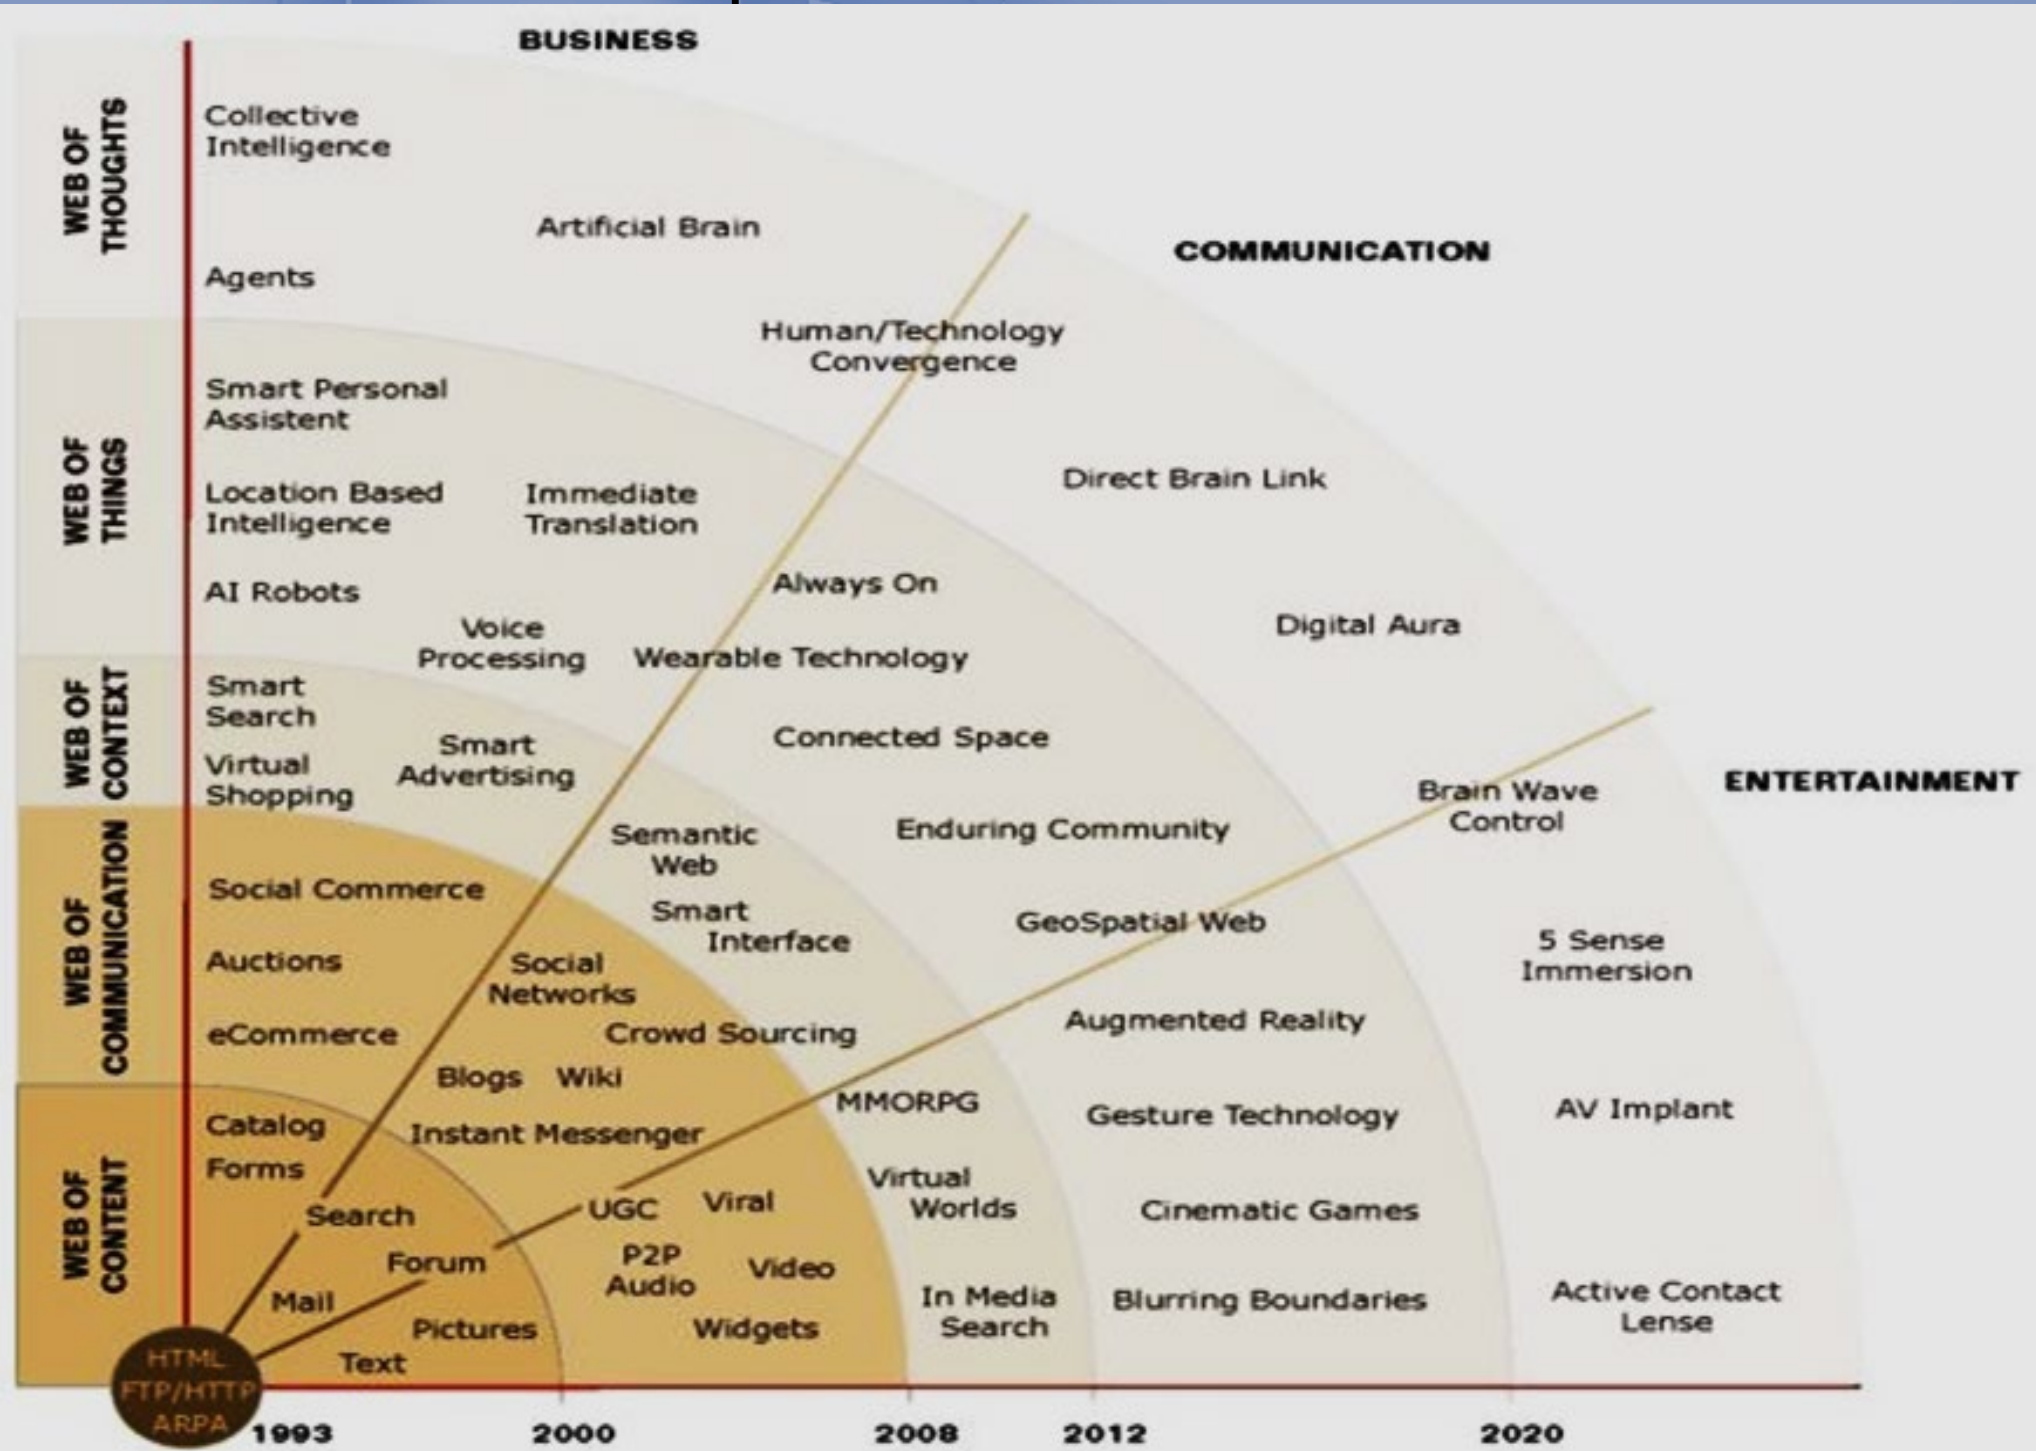 BUSINESS
COMMUNICATION
ENTERTAINMENT
WEB OF
THOUGHTS
Collective
Intelligence
Artificial Brain
Agents
Human/Technology
Convergence
Direct Brain Link
Digital Aura
Brain Wave
Control
5 Sense
Immersion
AV Implant
Active Contact
Lense
WEB OF
THINGS
Smart Personal
Assistent
Location Based
Intelligence
Immediate
Translation
AI Robots
Voice
Processing
Always On
Wearable Technology
Connected Space
Enduring Community
GeoSpatial Web
Augmented Reality
Gesture Technology
Cinematic Games
Blurring Boundaries
WEB OF
CONTEXT
Smart
Search
Virtual
Shopping
Smart
Advertising
Semantic
Web
Smart
Interface
MMORPG
Virtual
Worlds
In Media
Search
WEB OF
COMMUNICATION
Social Commerce
Auctions
eCommerce
Social
Networks
Crowd Sourcing
Blogs Wiki
Instant Messenger
UGC Viral
P2P
Audio
Video
Widgets
WEB OF
CONTENT
Catalog
Forms
Search
Forum
Mail
Pictures
Text
HTML
FTP/HTTP
ARPA
1993 2000 2008 2012 2020